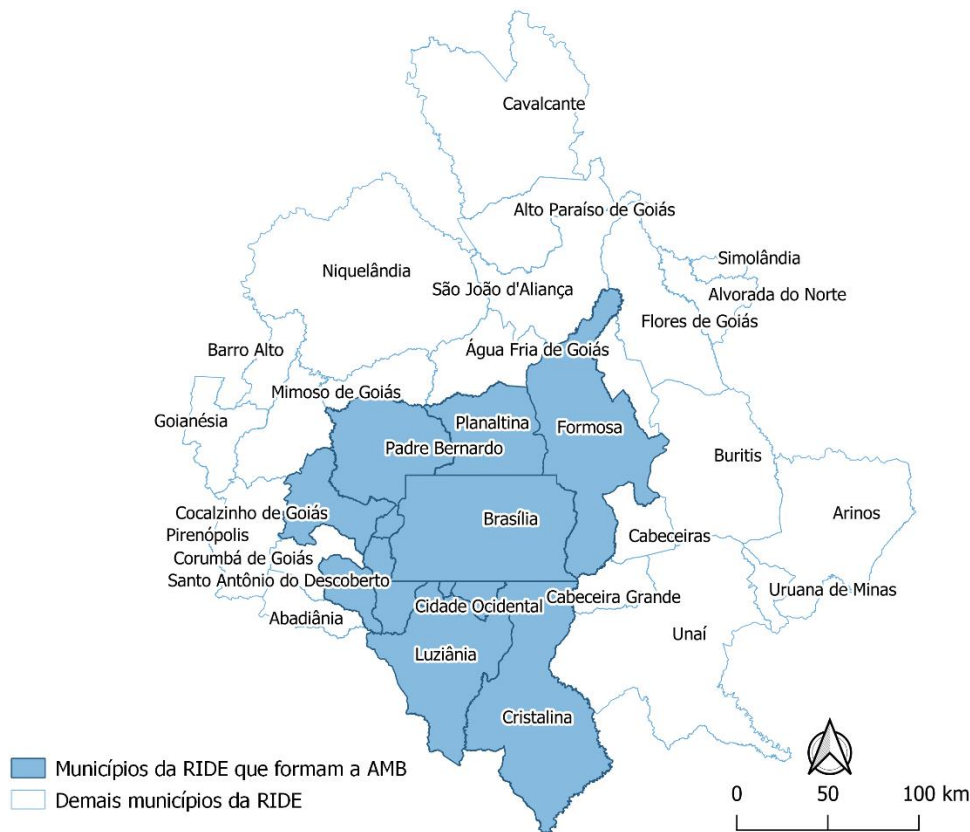 Cavalcante
Alto Paraíso de Goiás
Simolândia
Niquelândia
São João d'Aliança
Alvorada do Norte
Flores de Goiás
Barro Alto
Água Fria de Goiás
Mimoso de Goiás
Goianésia
Planaltina
Formosa
Padre Bernardo
Buritis
Cocalzinho de Goiás
Brasília
Arinos
Pirenópolis
Cabeceiras
Corumbá de Goiás
Santo Antônio do Descoberto
Uruana de Minas
Cabeceira Grande
Cidade Ocidental
Abadiânia
Unaí
Luziânia
Cristalina
Municípios da RIDE que formam a AMB
Demais municípios da RIDE
0 50 100 km